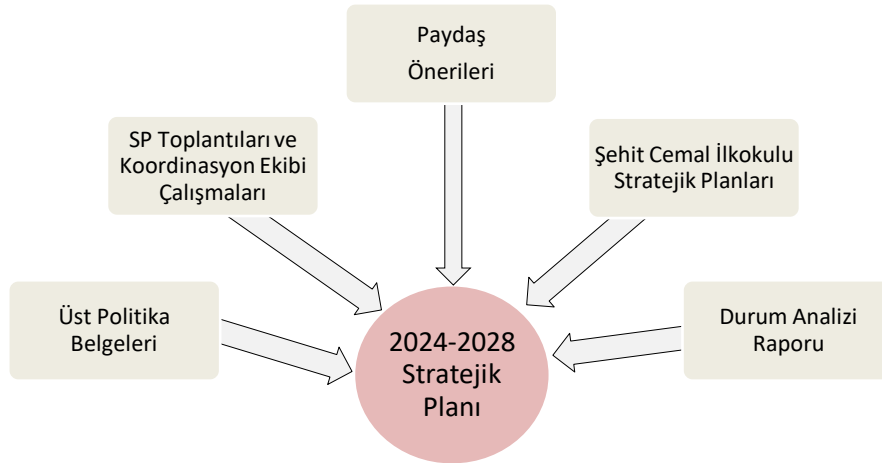 Paydaş
Önerileri
SP Toplantıları ve
Koordinasyon Ekibi
Çalışmaları
Şehit Cemal İlkokulu
Stratejik Planları
Üst Politika
Belgeleri
2024-2028
Stratejik
Planı
Durum Analizi
Raporu